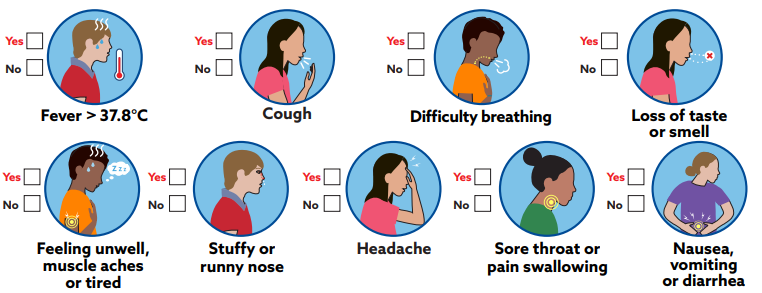 Yes
No
Fever > 37.8°C
Yes
No
Cough
Yes
No
Difficulty breathing
Yes
No
Loss of taste
or smell
Yes
No
Zzz
Feeling unwell,
muscle aches
or tired
Yes
No
Stuffy or
runny nose
Yes
No
Headache
Yes
No
Sore throat or
pain swallowing
Yes
No
Nausea,
vomiting
or diarrhea